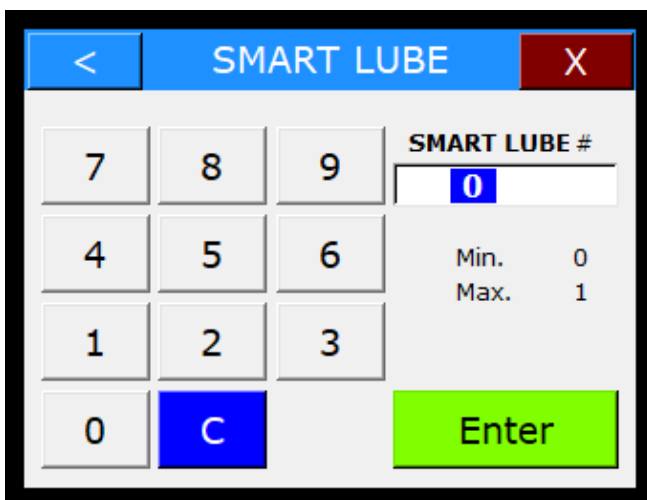 < SMART LUBE X
7 8 9
SMART LUBE #
0
4 5 6
Min. 0
Max. 1
1 2 3
0 C
Enter